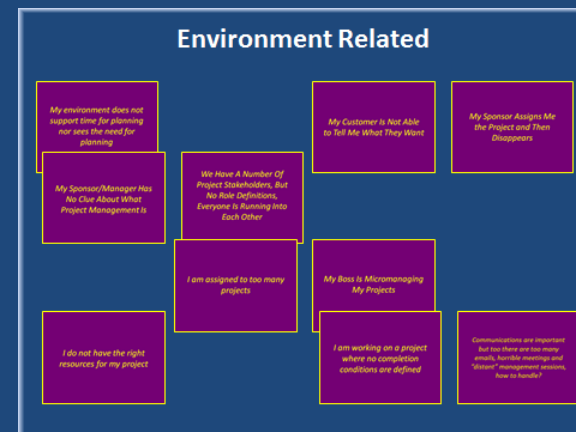 Environment Related
My environment does not
support time for planning
nor sees the need for
planning
My Customer Is Not Able
to Tell Me What They Want
My Sponsor Assigns Me
the Project and Then
Disappears
My Sponsor/Manager Has
No Clue About What
Project Management Is
We Have A Number Of
Project Stakeholders, But
No Role Definitions,
Everyone Is Running Into
Each Other
I am assigned to too many
projects
My Boss Is Micromanaging
My Projects
I do not have the right
resources for my project
I am working on a project
where no completion
conditions are defined
Communications are important
but too there are too many
emails, horrible meetings and
"distant" management sessions,
how to handle?